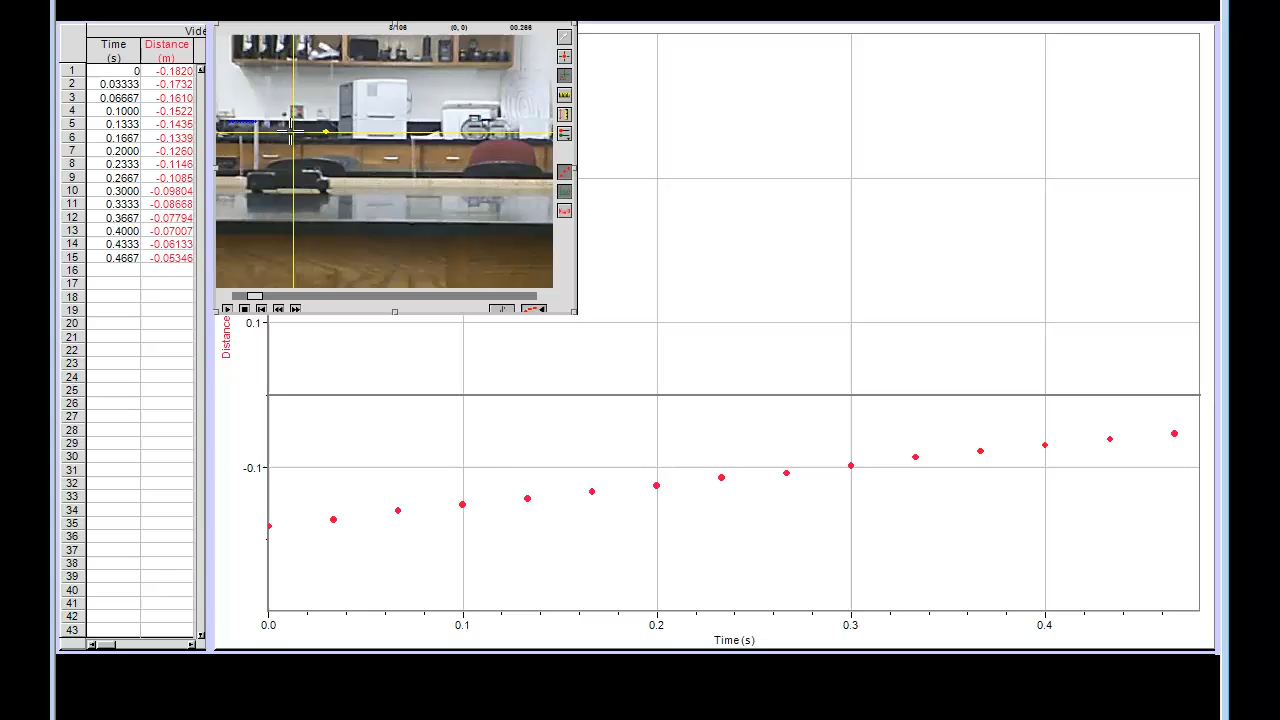 Vide
Time Distance
(s) (m)
1 0 -0.1820
2 0.03333 -0.1732
3 0.06667 -0.1610
4 0.1000 -0.1522
5 0.1333 -0.1435
6 0.1667 -0.1339
7 0.2000 -0.1260
8 0.2333 -0.1146
9 0.2667 -0.1085
10 0.3000 -0.09804
11 0.3333 -0.08668
12 0.3667 -0.07794
13 0.4000 -0.07007
14 0.4333 -0.06133
15 0.4667 -0.05346
16
17
18
19
20
21
22
23
24
25
26
27
28
29
30
31
32
33
34
35
36
37
38
39
40
41
42
43
(0, 0) 00.266
Distance
0.1
-0.1
0.0 0.1 0.2 0.3 0.4
Time (s)